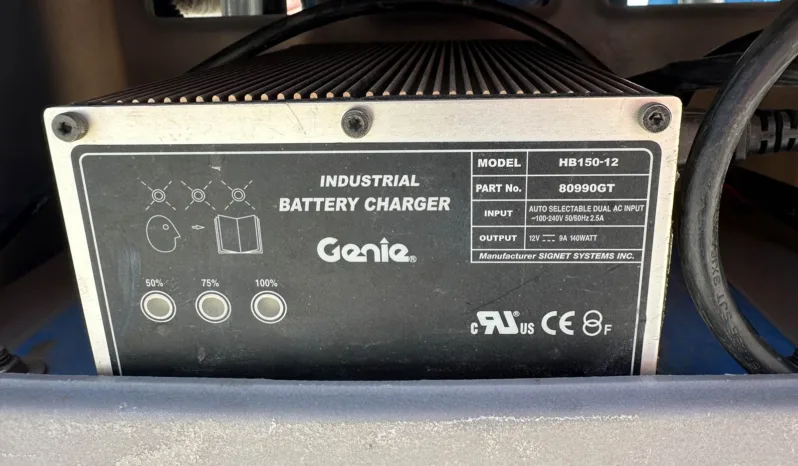 INDUSTRIAL
BATTERY CHARGER
Genie®
50% 75% 100%
MODEL HB150-12
PART No. 80990GT
INPUT AUTO SELECTABLE DUAL AC INPUT
~100-240V 50/60Hz 2.5A
OUTPUT 12V ⎓ 9A 140WATT
Manufacturer SIGNET SYSTEMS INC.
c RU® US CE F